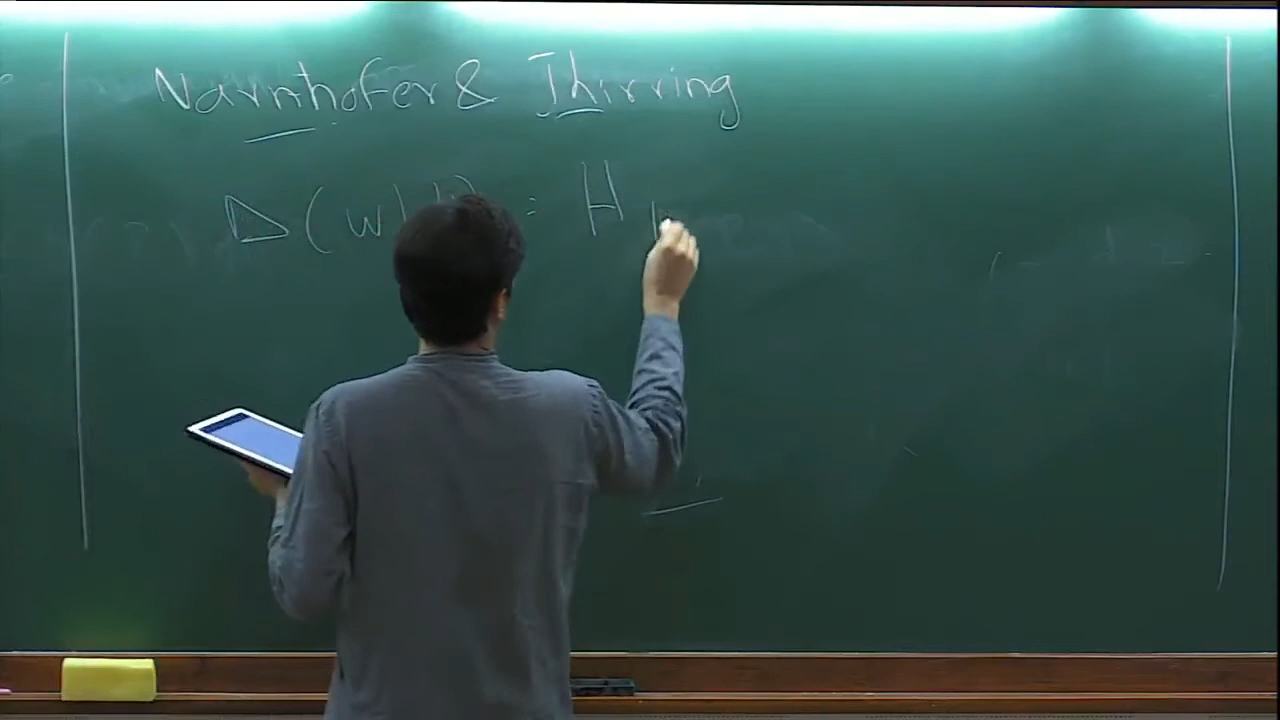 Narnhofer & Thirring
Δ(w = H